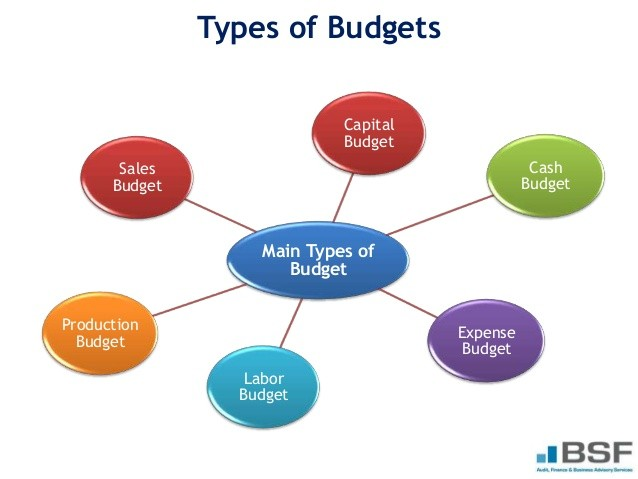 Types of Budgets
Capital
Budget
Sales
Budget
Cash
Budget
Main Types of
Budget
Production
Budget
Expense
Budget
Labor
Budget
BSF
Audit, Finance & Business Advisory Services